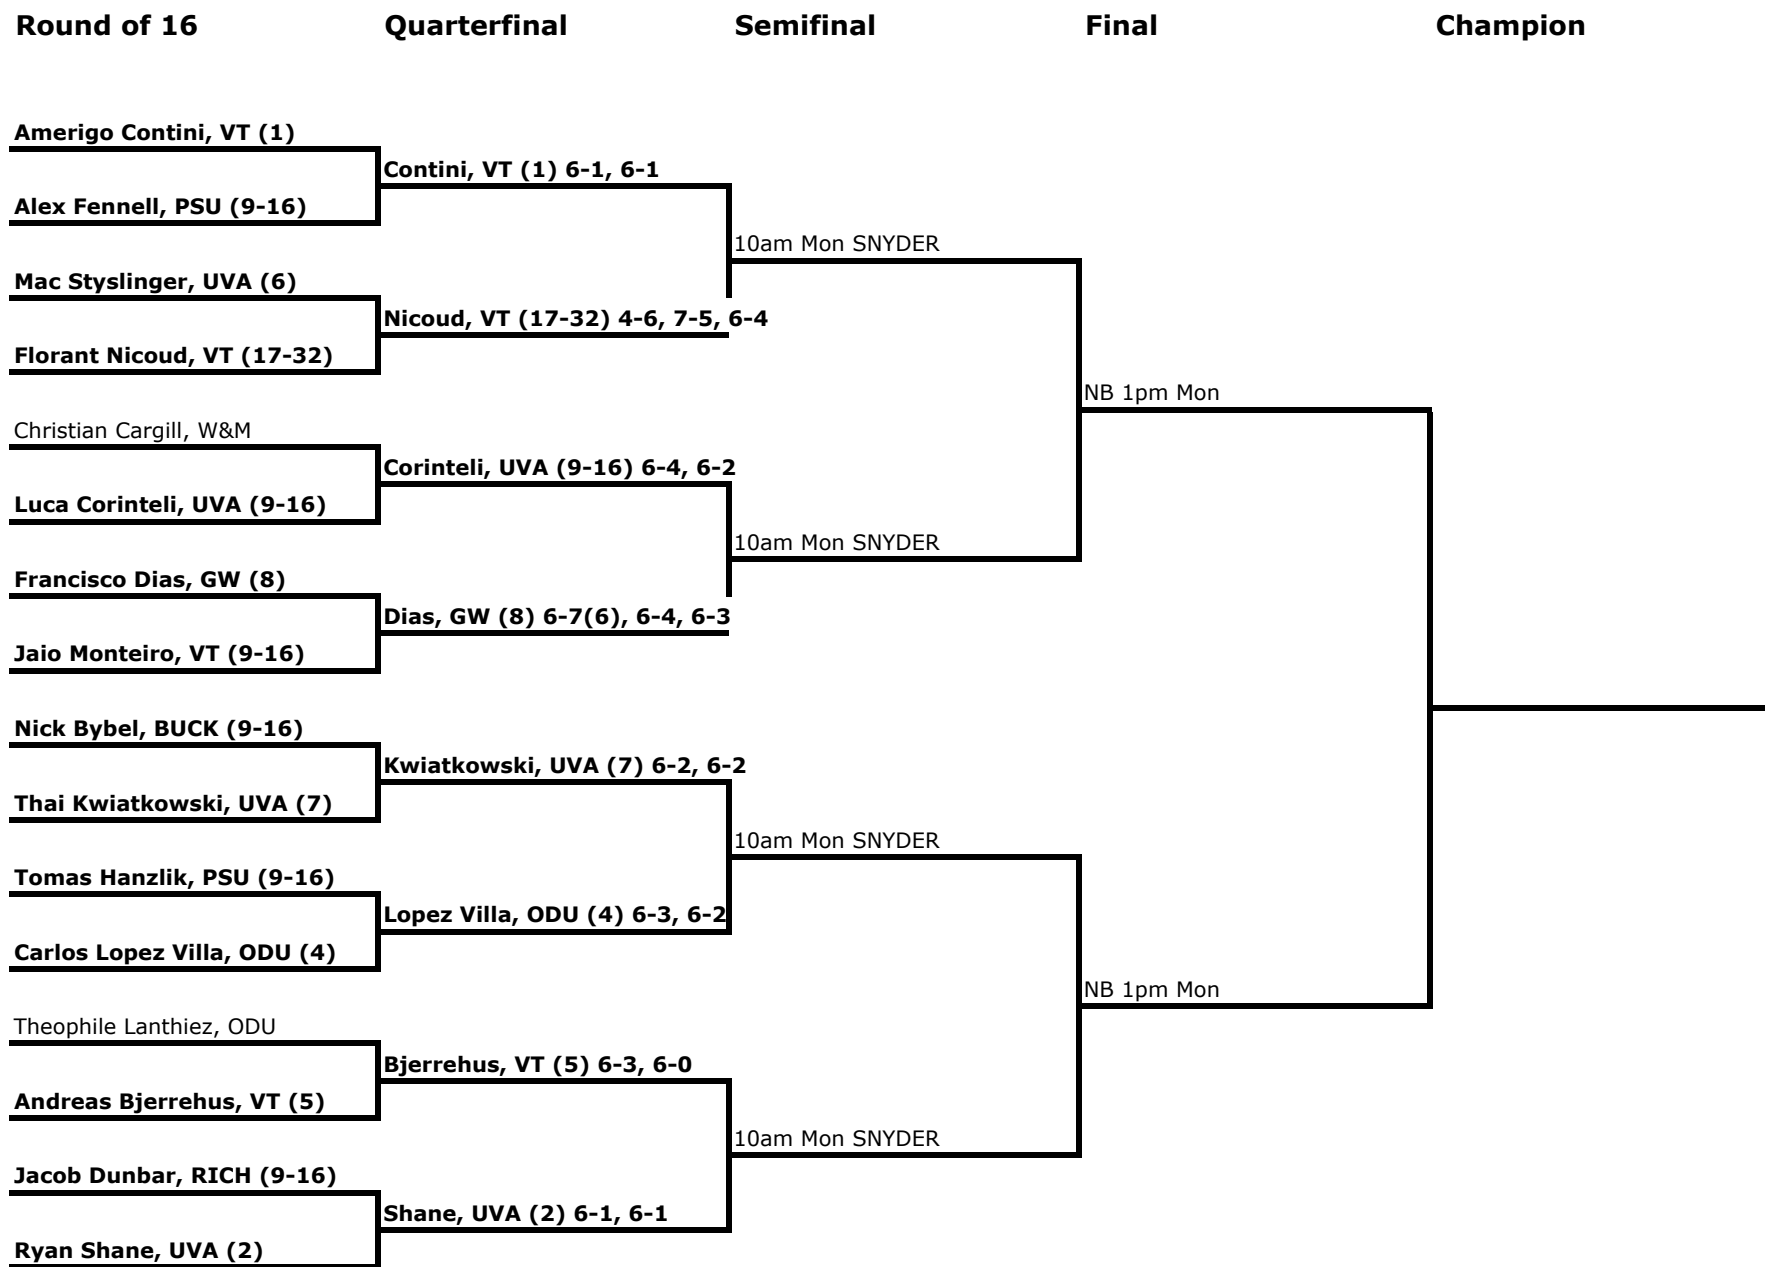 Round of 16 Quarterfinal Semifinal Final Champion
Amerigo Contini, VT (1)
Contini, VT (1) 6-1, 6-1
Alex Fennell, PSU (9-16)
10am Mon SNYDER
Mac Styslinger, UVA (6)
Nicoud, VT (17-32) 4-6, 7-5, 6-4
Florant Nicoud, VT (17-32)
NB 1pm Mon
Christian Cargill, W&M
Corinteli, UVA (9-16) 6-4, 6-2
Luca Corinteli, UVA (9-16)
10am Mon SNYDER
Francisco Dias, GW (8)
Dias, GW (8) 6-7(6), 6-4, 6-3
Jaio Monteiro, VT (9-16)
Nick Bybel, BUCK (9-16)
Kwiatkowski, UVA (7) 6-2, 6-2
Thai Kwiatkowski, UVA (7)
10am Mon SNYDER
Tomas Hanzlik, PSU (9-16)
Lopez Villa, ODU (4) 6-3, 6-2
Carlos Lopez Villa, ODU (4)
NB 1pm Mon
Theophile Lanthiez, ODU
Bjerrehus, VT (5) 6-3, 6-0
Andreas Bjerrehus, VT (5)
10am Mon SNYDER
Jacob Dunbar, RICH (9-16)
Shane, UVA (2) 6-1, 6-1
Ryan Shane, UVA (2)